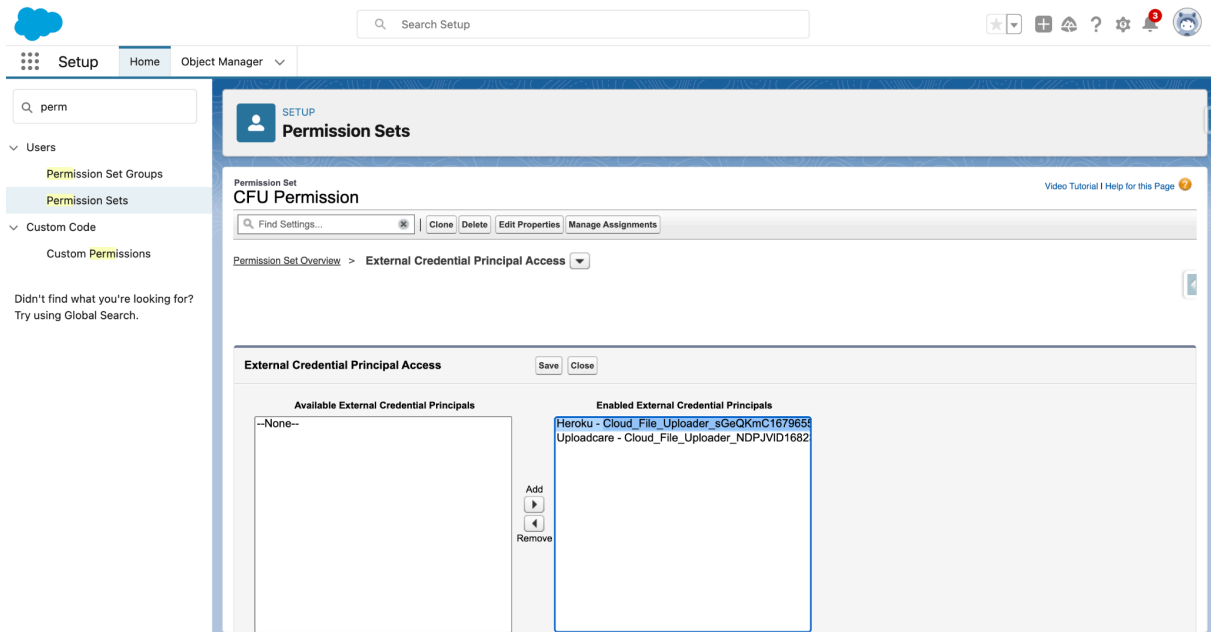 Search Setup
3
Setup
Home
Object Manager
perm
Users
Permission Set Groups
Permission Sets
Custom Code
Custom Permissions
Didn't find what you're looking for?
Try using Global Search.
SETUP
Permission Sets
Permission Set
CFU Permission
Video Tutorial | Help for this Page
Find Settings...
Clone
Delete
Edit Properties
Manage Assignments
Permission Set Overview > External Credential Principal Access
External Credential Principal Access
Save
Close
Available External Credential Principals
Enabled External Credential Principals
--None--
Heroku - Cloud_File_Uploader_sGeQKmC1679655
Uploadcare - Cloud_File_Uploader_NDPJVID1682
Add
Remove